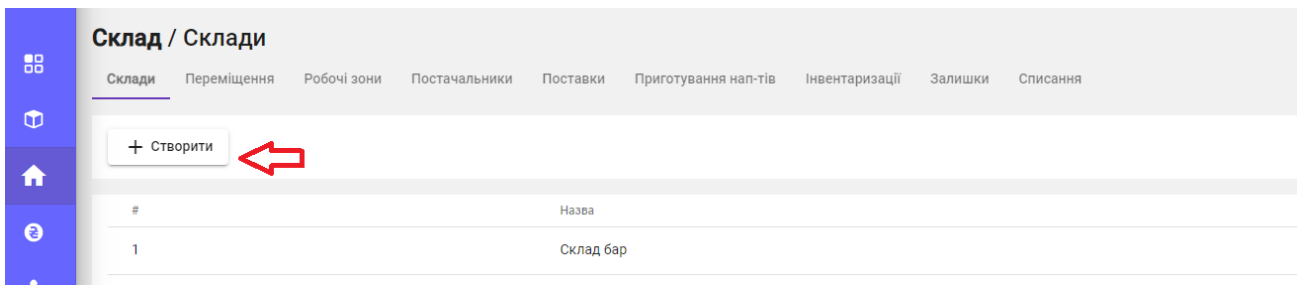 Склад / Склади
Склади Переміщення Робочі зони Постачальники Поставки Приготування нап-тів Інвентаризації Залишки Списання
+ Створити
# Назва
1 Склад бар